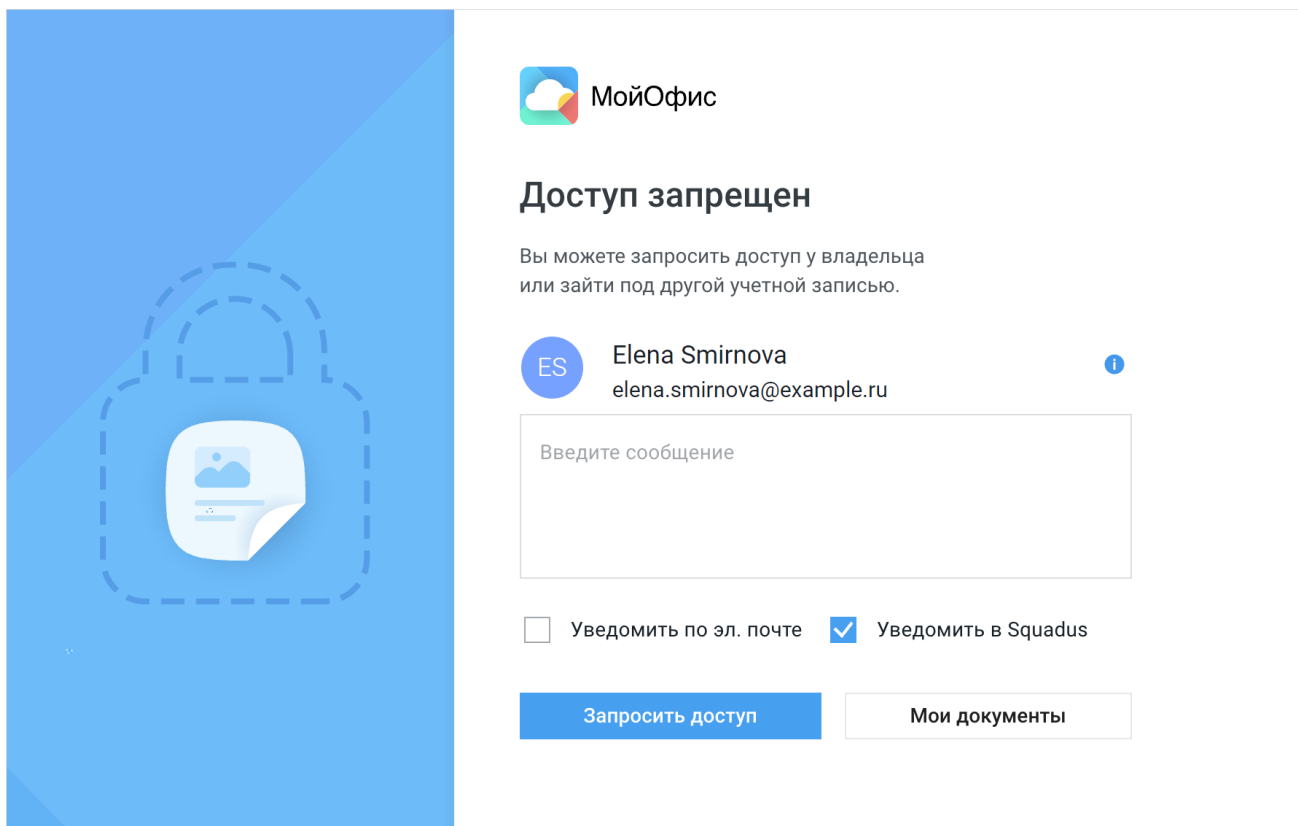 МойОфис
Доступ запрещен
Вы можете запросить доступ у владельца
или зайти под другой учетной записью.
ES
Elena Smirnova
elena.smirnova@example.ru
i
Введите сообщение
Уведомить по эл. почте
Уведомить в Squadus
Запросить доступ
Мои документы